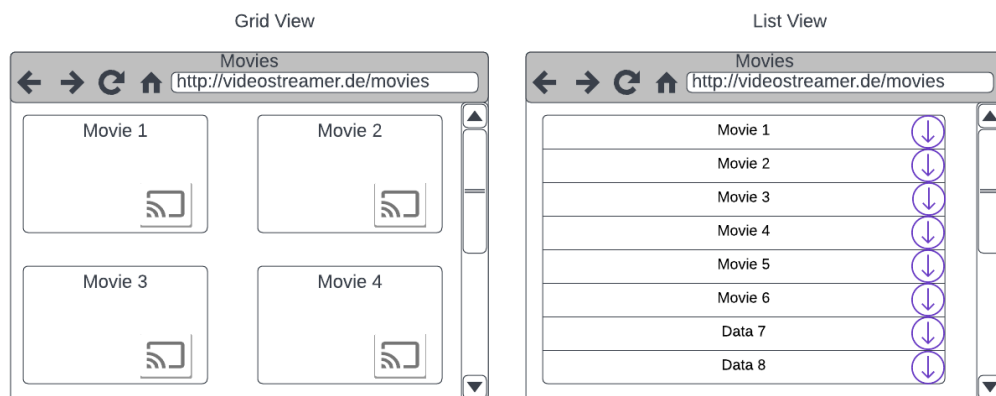 Grid View
Movies
http://videostreamer.de/movies
Movie 1
Movie 2
Movie 3
Movie 4
List View
Movies
http://videostreamer.de/movies
Movie 1
Movie 2
Movie 3
Movie 4
Movie 5
Movie 6
Data 7
Data 8